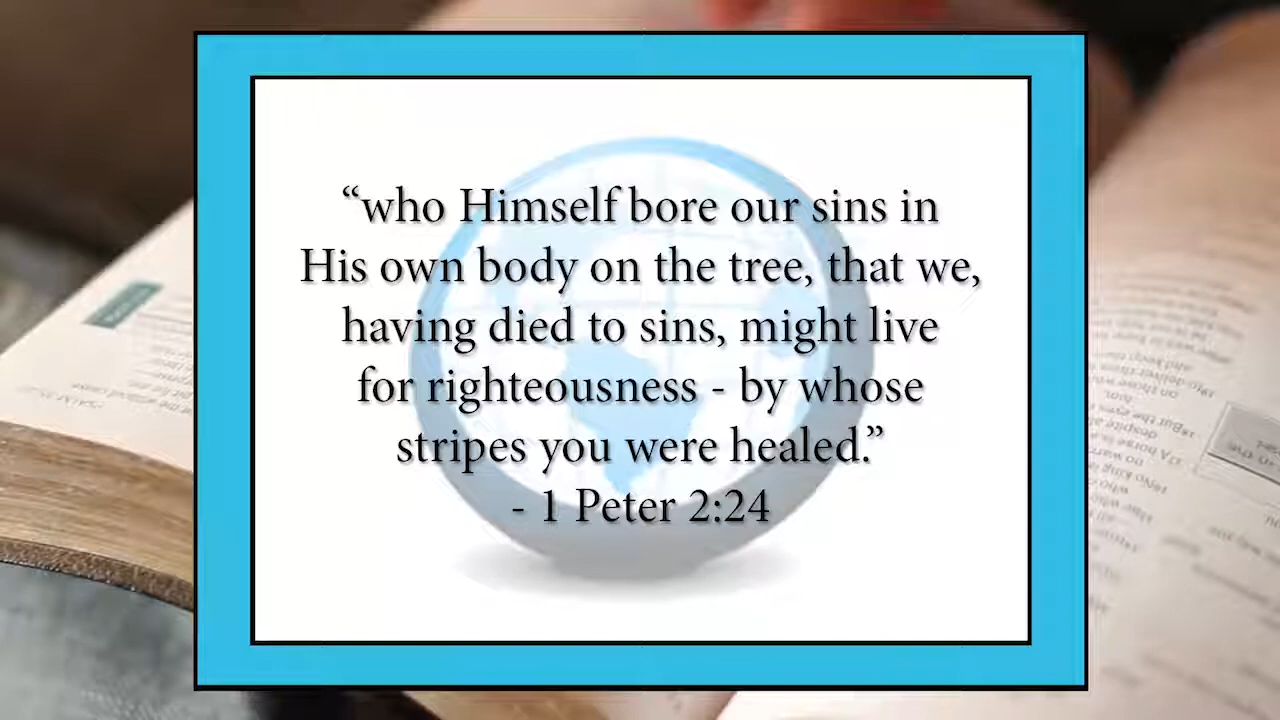 “who Himself bore our sins in
His own body on the tree, that we,
having died to sins, might live
for righteousness - by whose
stripes you were healed.”
- 1 Peter 2:24